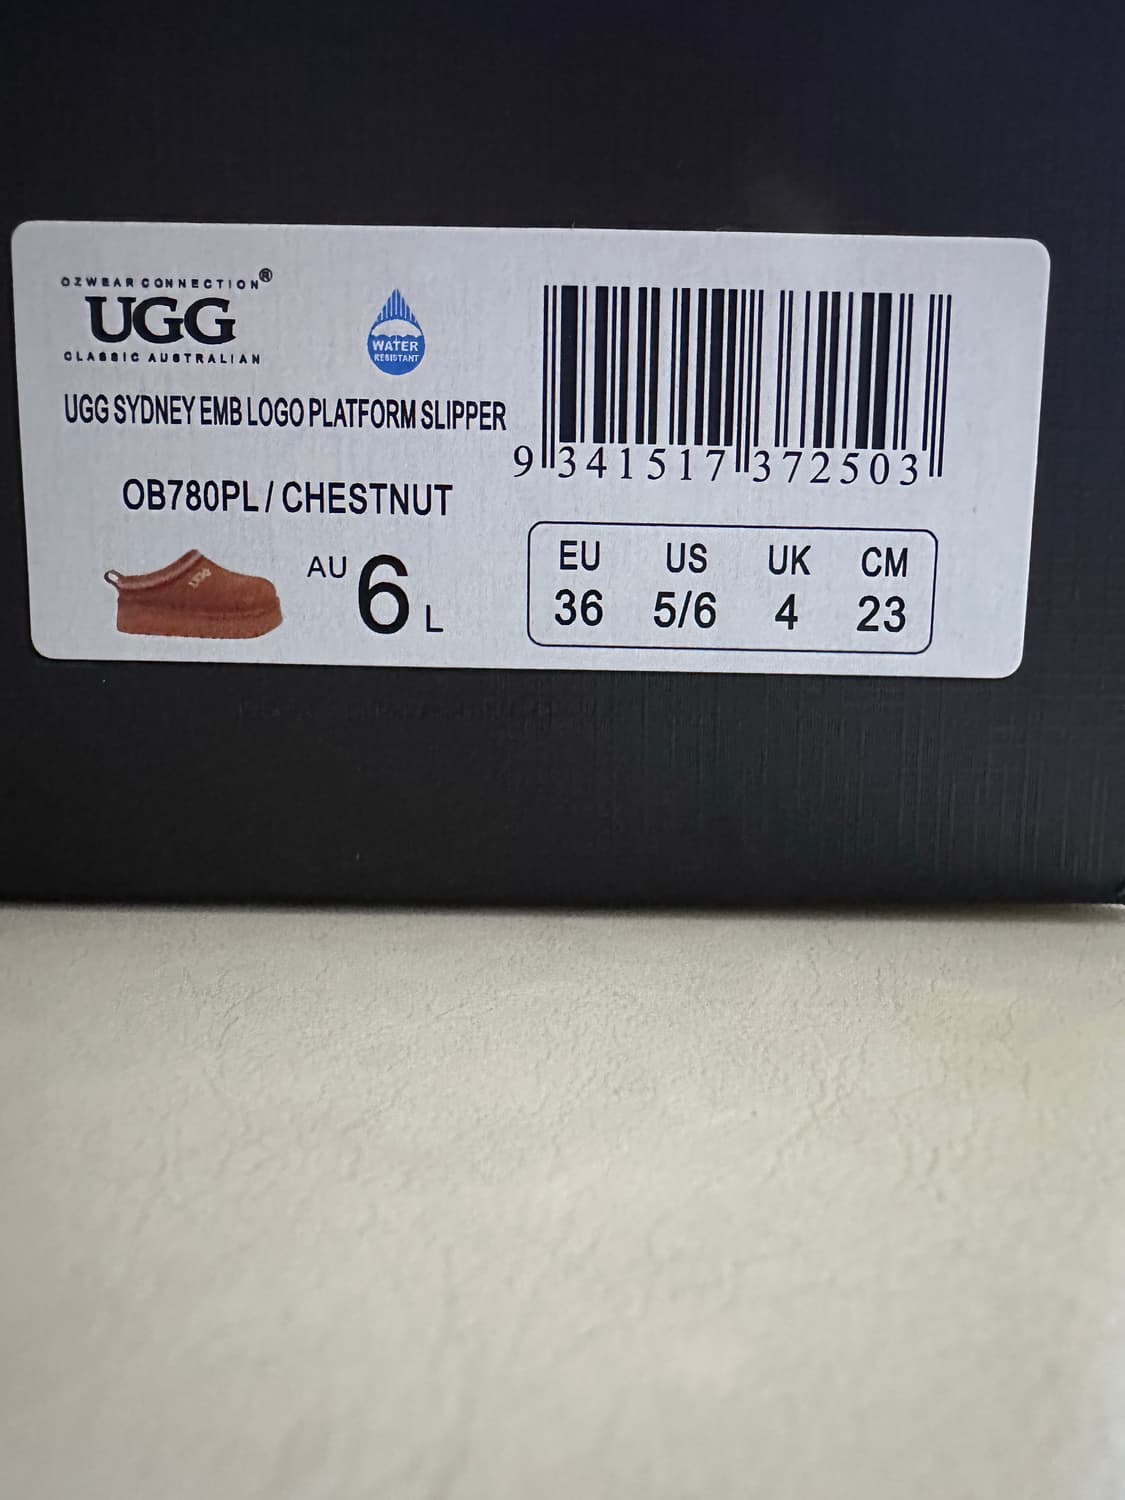 OZWEAR CONNECTION®
UGG
CLASSIC AUSTRALIAN
WATER
RESISTANT
UGG SYDNEY EMB LOGO PLATFORM SLIPPER
OB780PL / CHESTNUT
AU 6 L
9 341517 372503
EU US UK CM
36 5/6 4 23